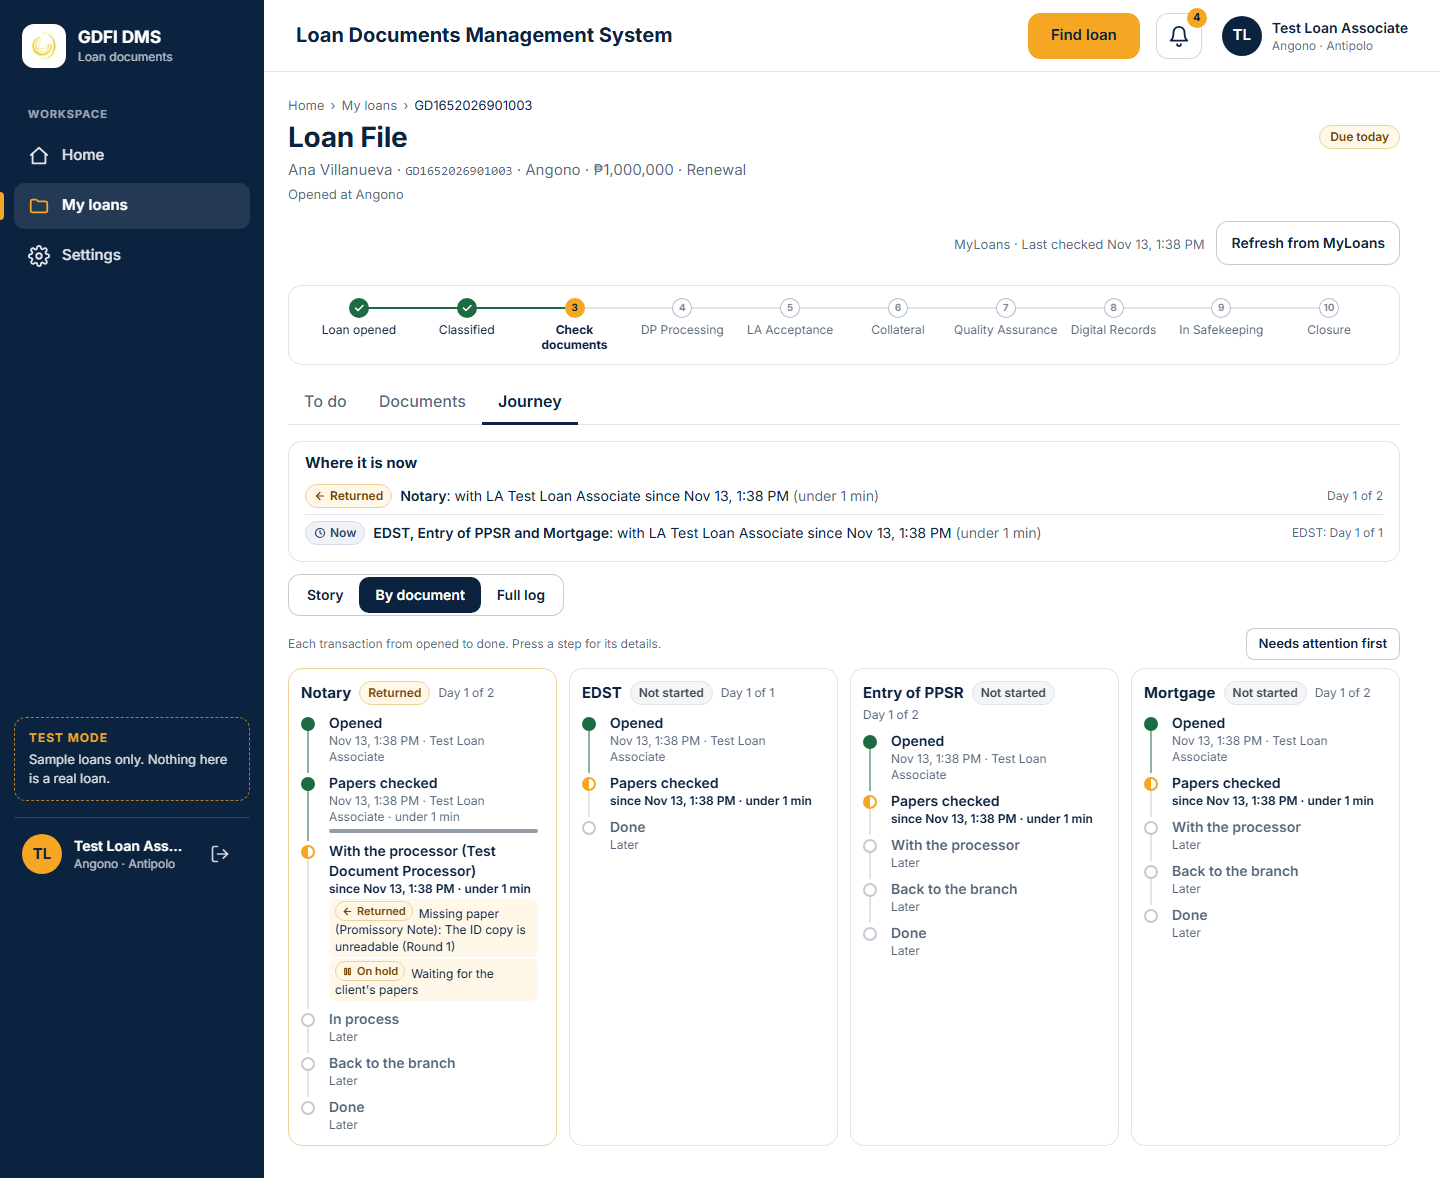 GDFI DMS
Loan documents
WORKSPACE
Home
My loans
Settings
TEST MODE
Sample loans only. Nothing here
is a real loan.
TL
Test Loan Ass...
Angono · Antipolo
Loan Documents Management System
Find loan
4
TL
Test Loan Associate
Angono · Antipolo
Home › My loans › GD1652026901003
Loan File
Due today
Ana Villanueva · GD1652026901003 · Angono · ₱1,000,000 · Renewal
Opened at Angono
MyLoans · Last checked Nov 13, 1:38 PM
Refresh from MyLoans
Loan opened
Classified
3
Check
documents
4
DP Processing
5
LA Acceptance
6
Collateral
7
Quality Assurance
8
Digital Records
9
In Safekeeping
10
Closure
To do
Documents
Journey
Where it is now
Returned
Notary: with LA Test Loan Associate since Nov 13, 1:38 PM (under 1 min)
Day 1 of 2
Now
EDST, Entry of PPSR and Mortgage: with LA Test Loan Associate since Nov 13, 1:38 PM (under 1 min)
EDST: Day 1 of 1
Story
By document
Full log
Each transaction from opened to done. Press a step for its details.
Needs attention first
Notary
Returned
Day 1 of 2
Opened
Nov 13, 1:38 PM · Test Loan
Associate
Papers checked
Nov 13, 1:38 PM · Test Loan
Associate · under 1 min
With the processor (Test
Document Processor)
since Nov 13, 1:38 PM · under 1 min
Returned Missing paper
(Promissory Note): The ID copy is
unreadable (Round 1)
On hold Waiting for the
client's papers
In process
Later
Back to the branch
Later
Done
Later
EDST
Not started
Day 1 of 1
Opened
Nov 13, 1:38 PM · Test Loan
Associate
Papers checked
since Nov 13, 1:38 PM · under 1 min
Done
Later
Entry of PPSR
Not started
Day 1 of 2
Opened
Nov 13, 1:38 PM · Test Loan
Associate
Papers checked
since Nov 13, 1:38 PM · under 1 min
With the processor
Later
Back to the branch
Later
Done
Later
Mortgage
Not started
Day 1 of 2
Opened
Nov 13, 1:38 PM · Test Loan
Associate
Papers checked
since Nov 13, 1:38 PM · under 1 min
With the processor
Later
Back to the branch
Later
Done
Later